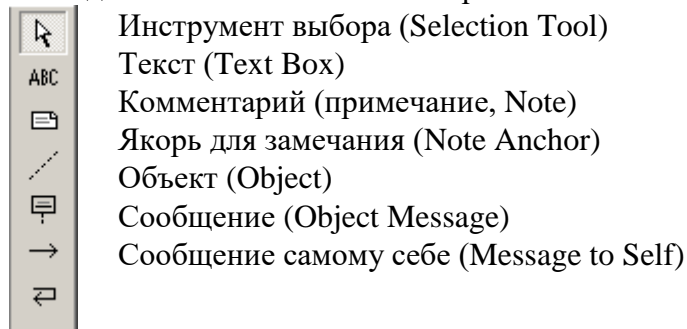 Инструмент выбора (Selection Tool)
ABC
Текст (Text Box)
Комментарий (примечание, Note)
Якорь для замечания (Note Anchor)
Объект (Object)
Сообщение (Object Message)
Сообщение самому себе (Message to Self)